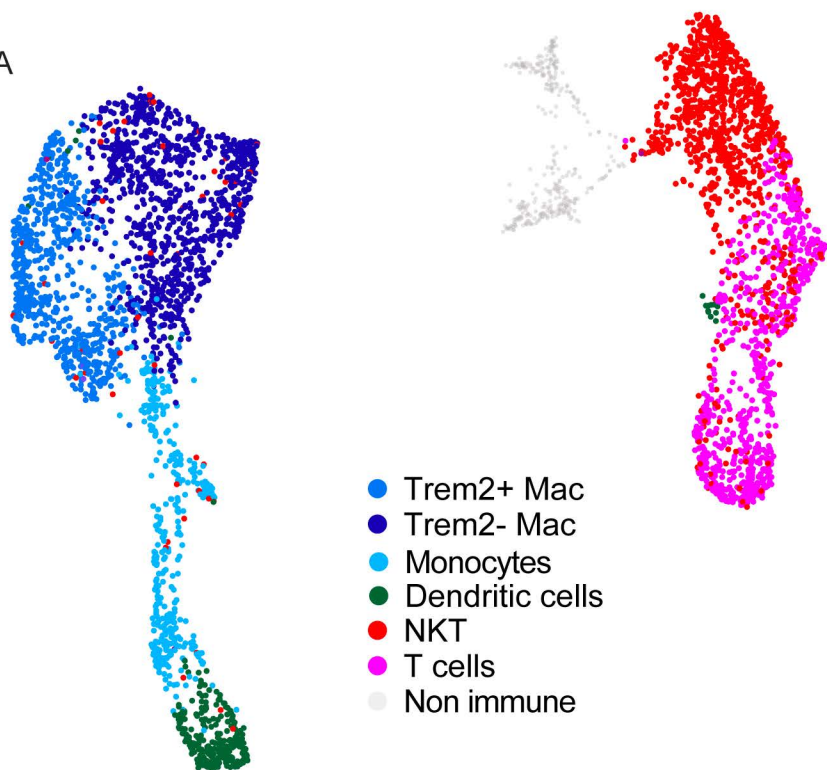 A
Trem2+ Mac
Trem2- Mac
Monocytes
Dendritic cells
NKT
T cells
Non immune